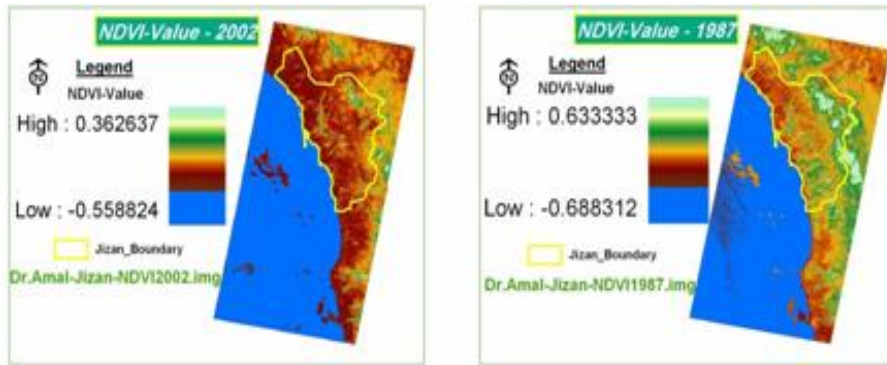 NDVI-Value - 2002
N
Legend
NDVI-Value
High : 0.362637
Low : -0.558824
Jizan_Boundary
Dr.Amal-Jizan-NDVI2002.img
NDVI-Value - 1987
N
Legend
NDVI-Value
High : 0.633333
Low : -0.688312
Jizan_Boundary
Dr.Amal-Jizan-NDVI1987.img